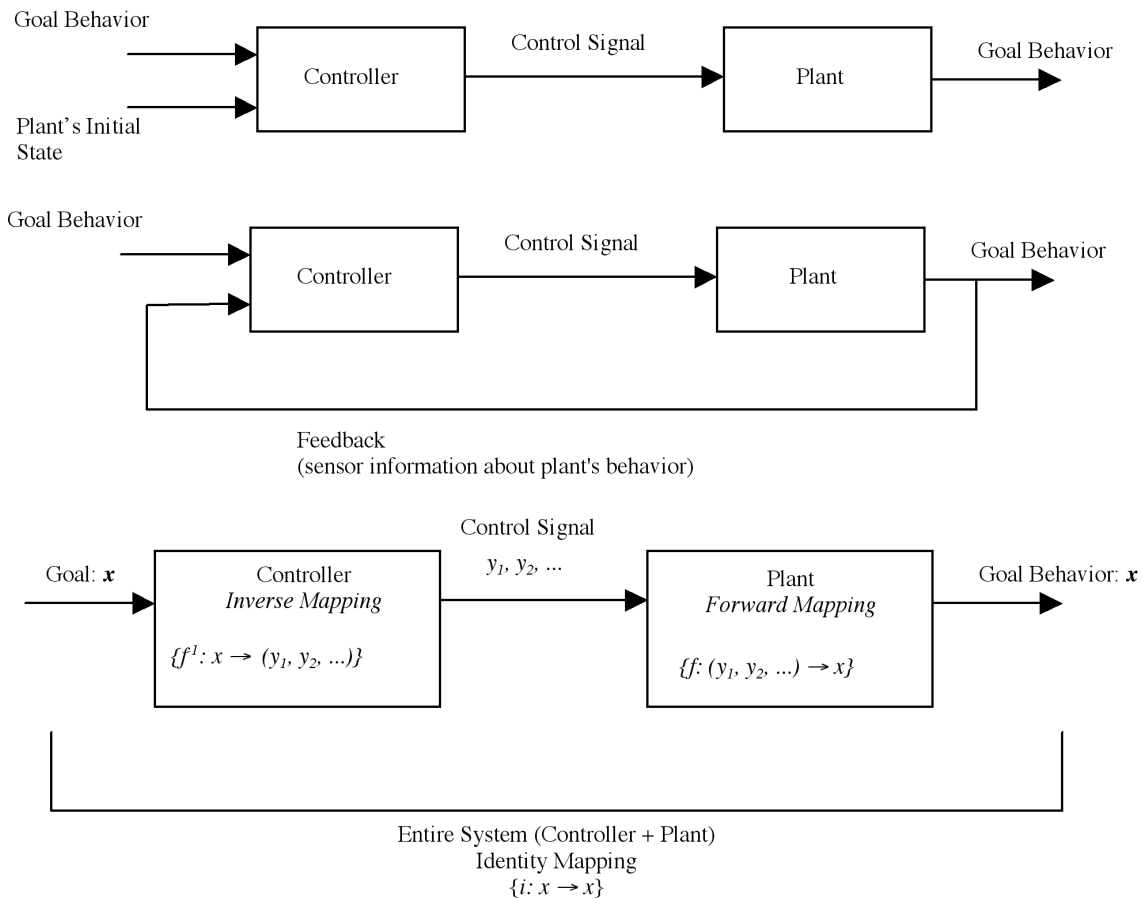 Goal Behavior
Control Signal
Controller
Plant
Goal Behavior
Plant's Initial
State
Goal Behavior
Control Signal
Controller
Plant
Goal Behavior
Feedback
(sensor information about plant's behavior)
Control Signal
y₁, y₂, ...
Goal: x
Controller
Inverse Mapping
{f¹: x → (y₁, y₂, ...)}
Plant
Forward Mapping
{f: (y₁, y₂, ...) → x}
Goal Behavior: x
Entire System (Controller + Plant)
Identity Mapping
{i: x → x}